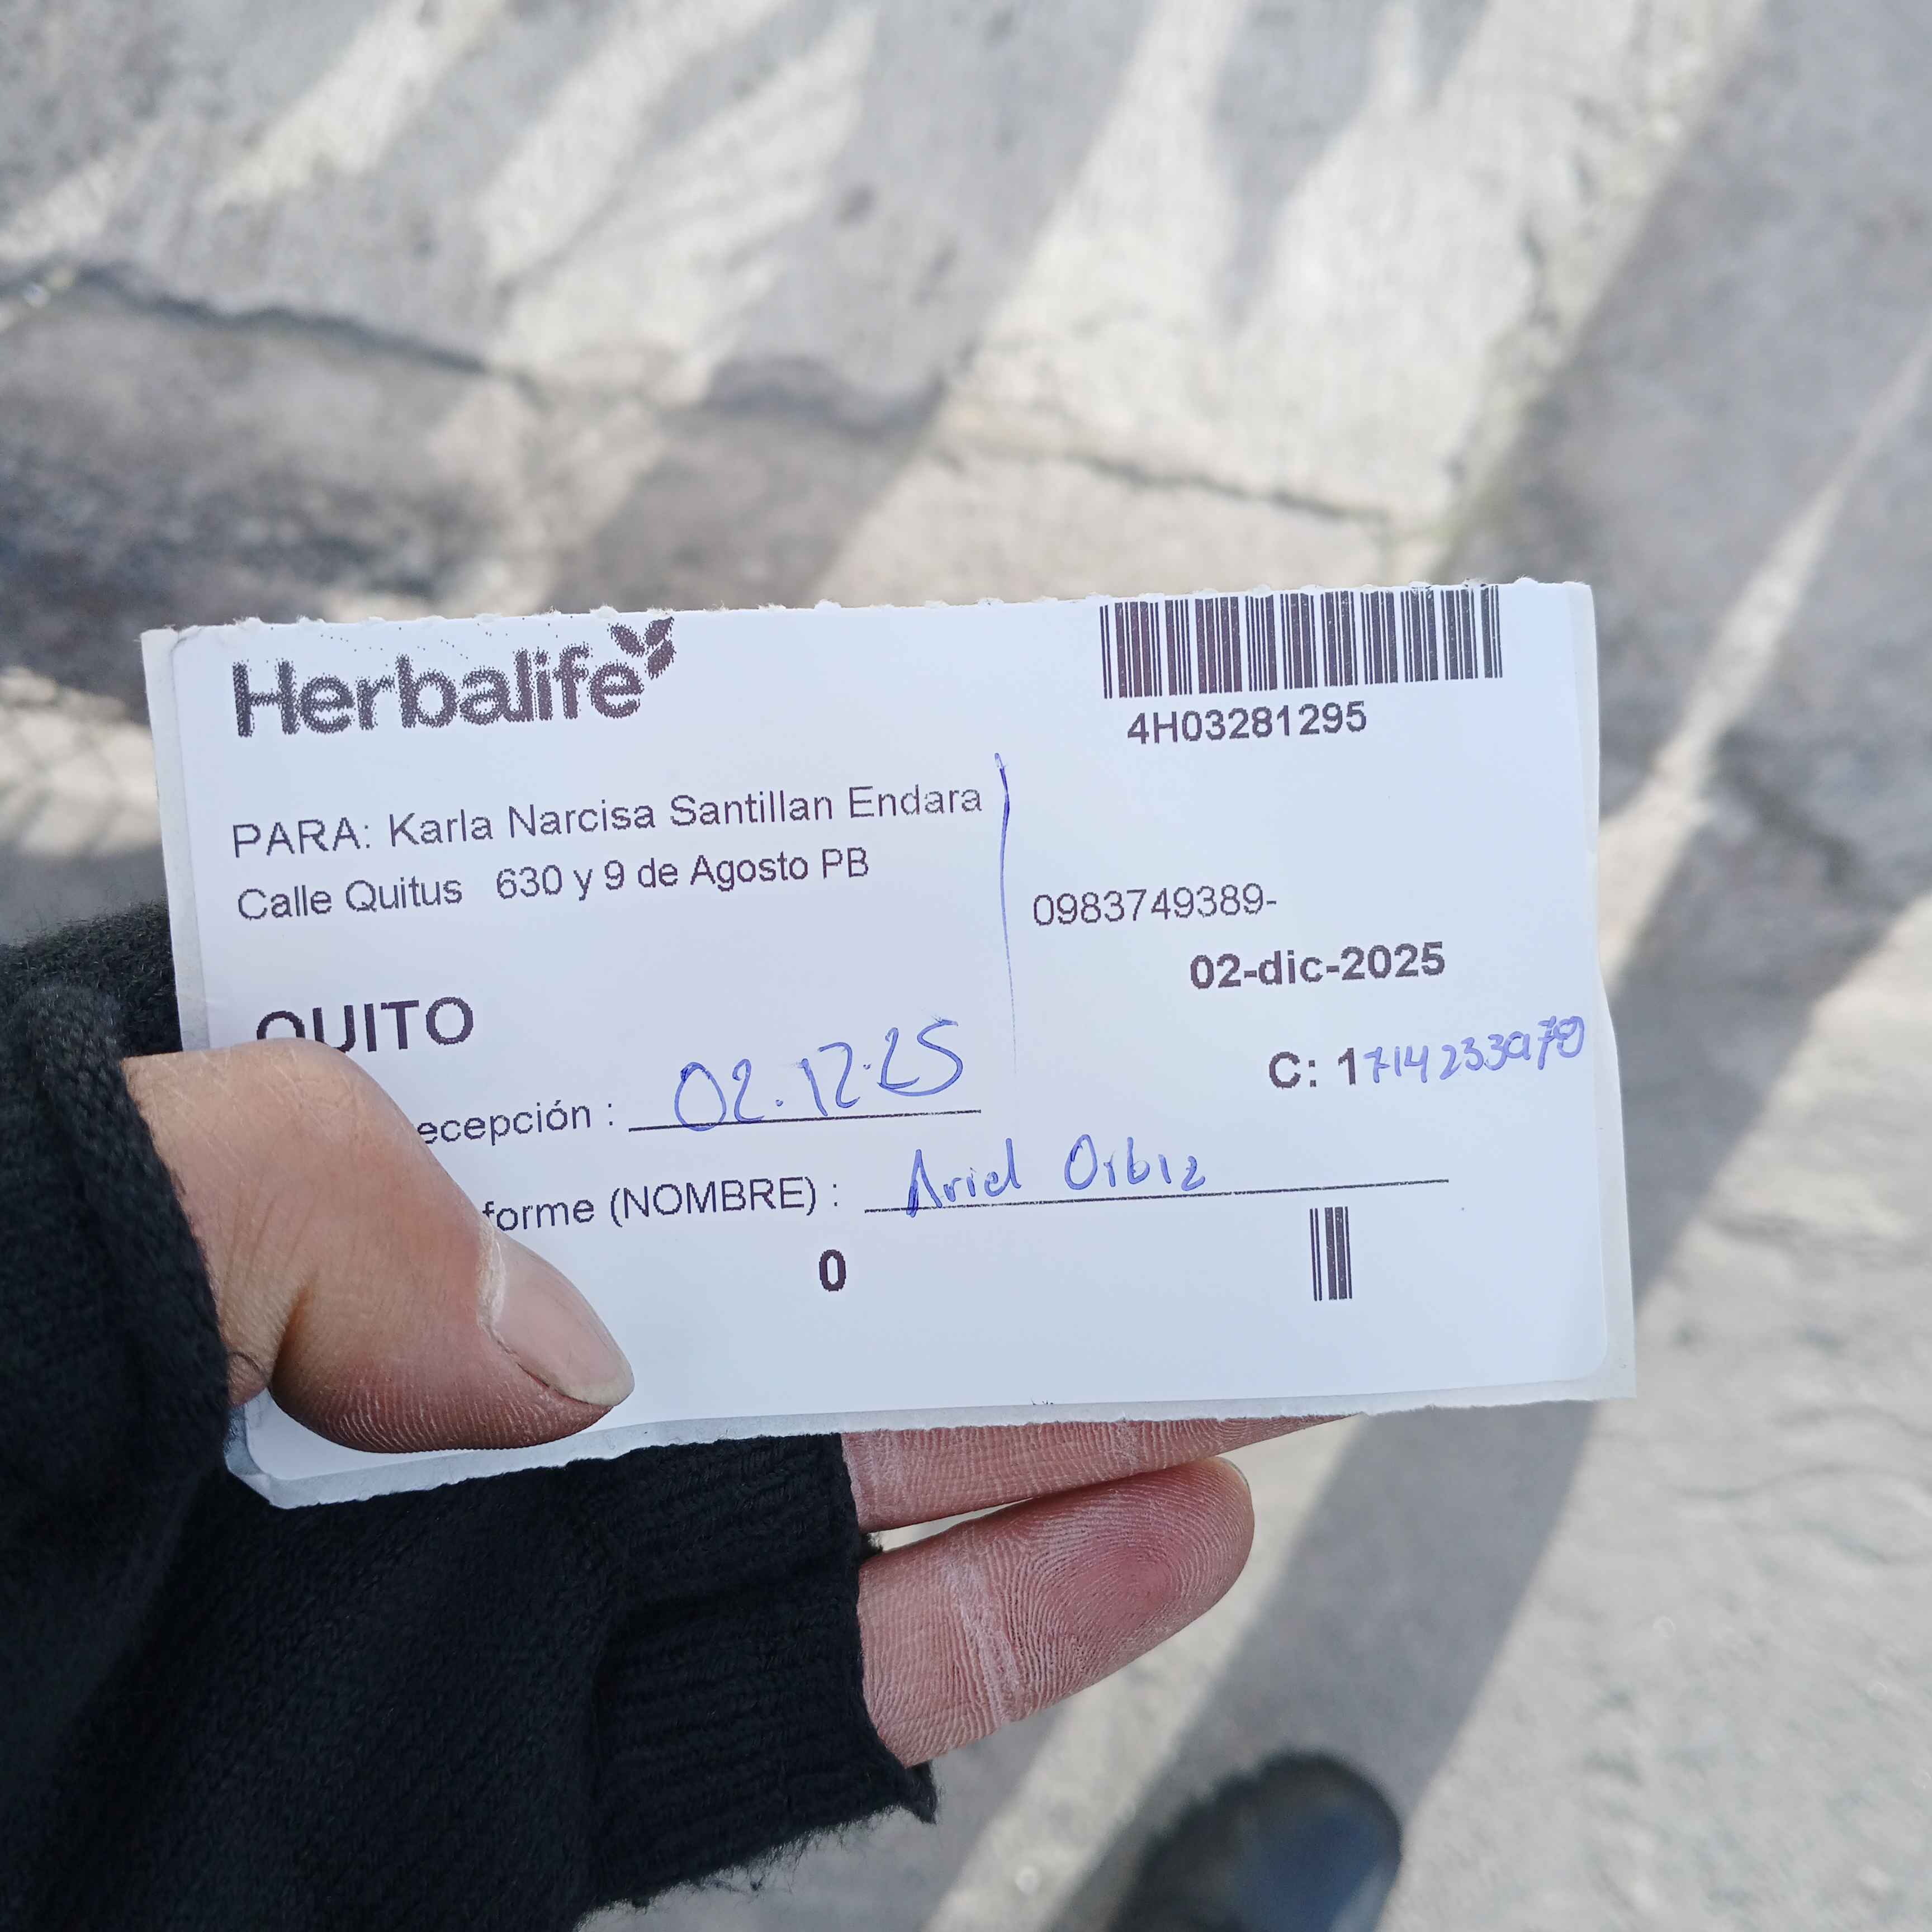 Herbalife
4H03281295
PARA: Karla Narcisa Santillan Endara
Calle Quitus 630 y 9 de Agosto PB
0983749389-
02-dic-2025
QUITO
ecepción : 02.12.25
C: 1714233970
forme (NOMBRE) : Ariel Orbiz
0